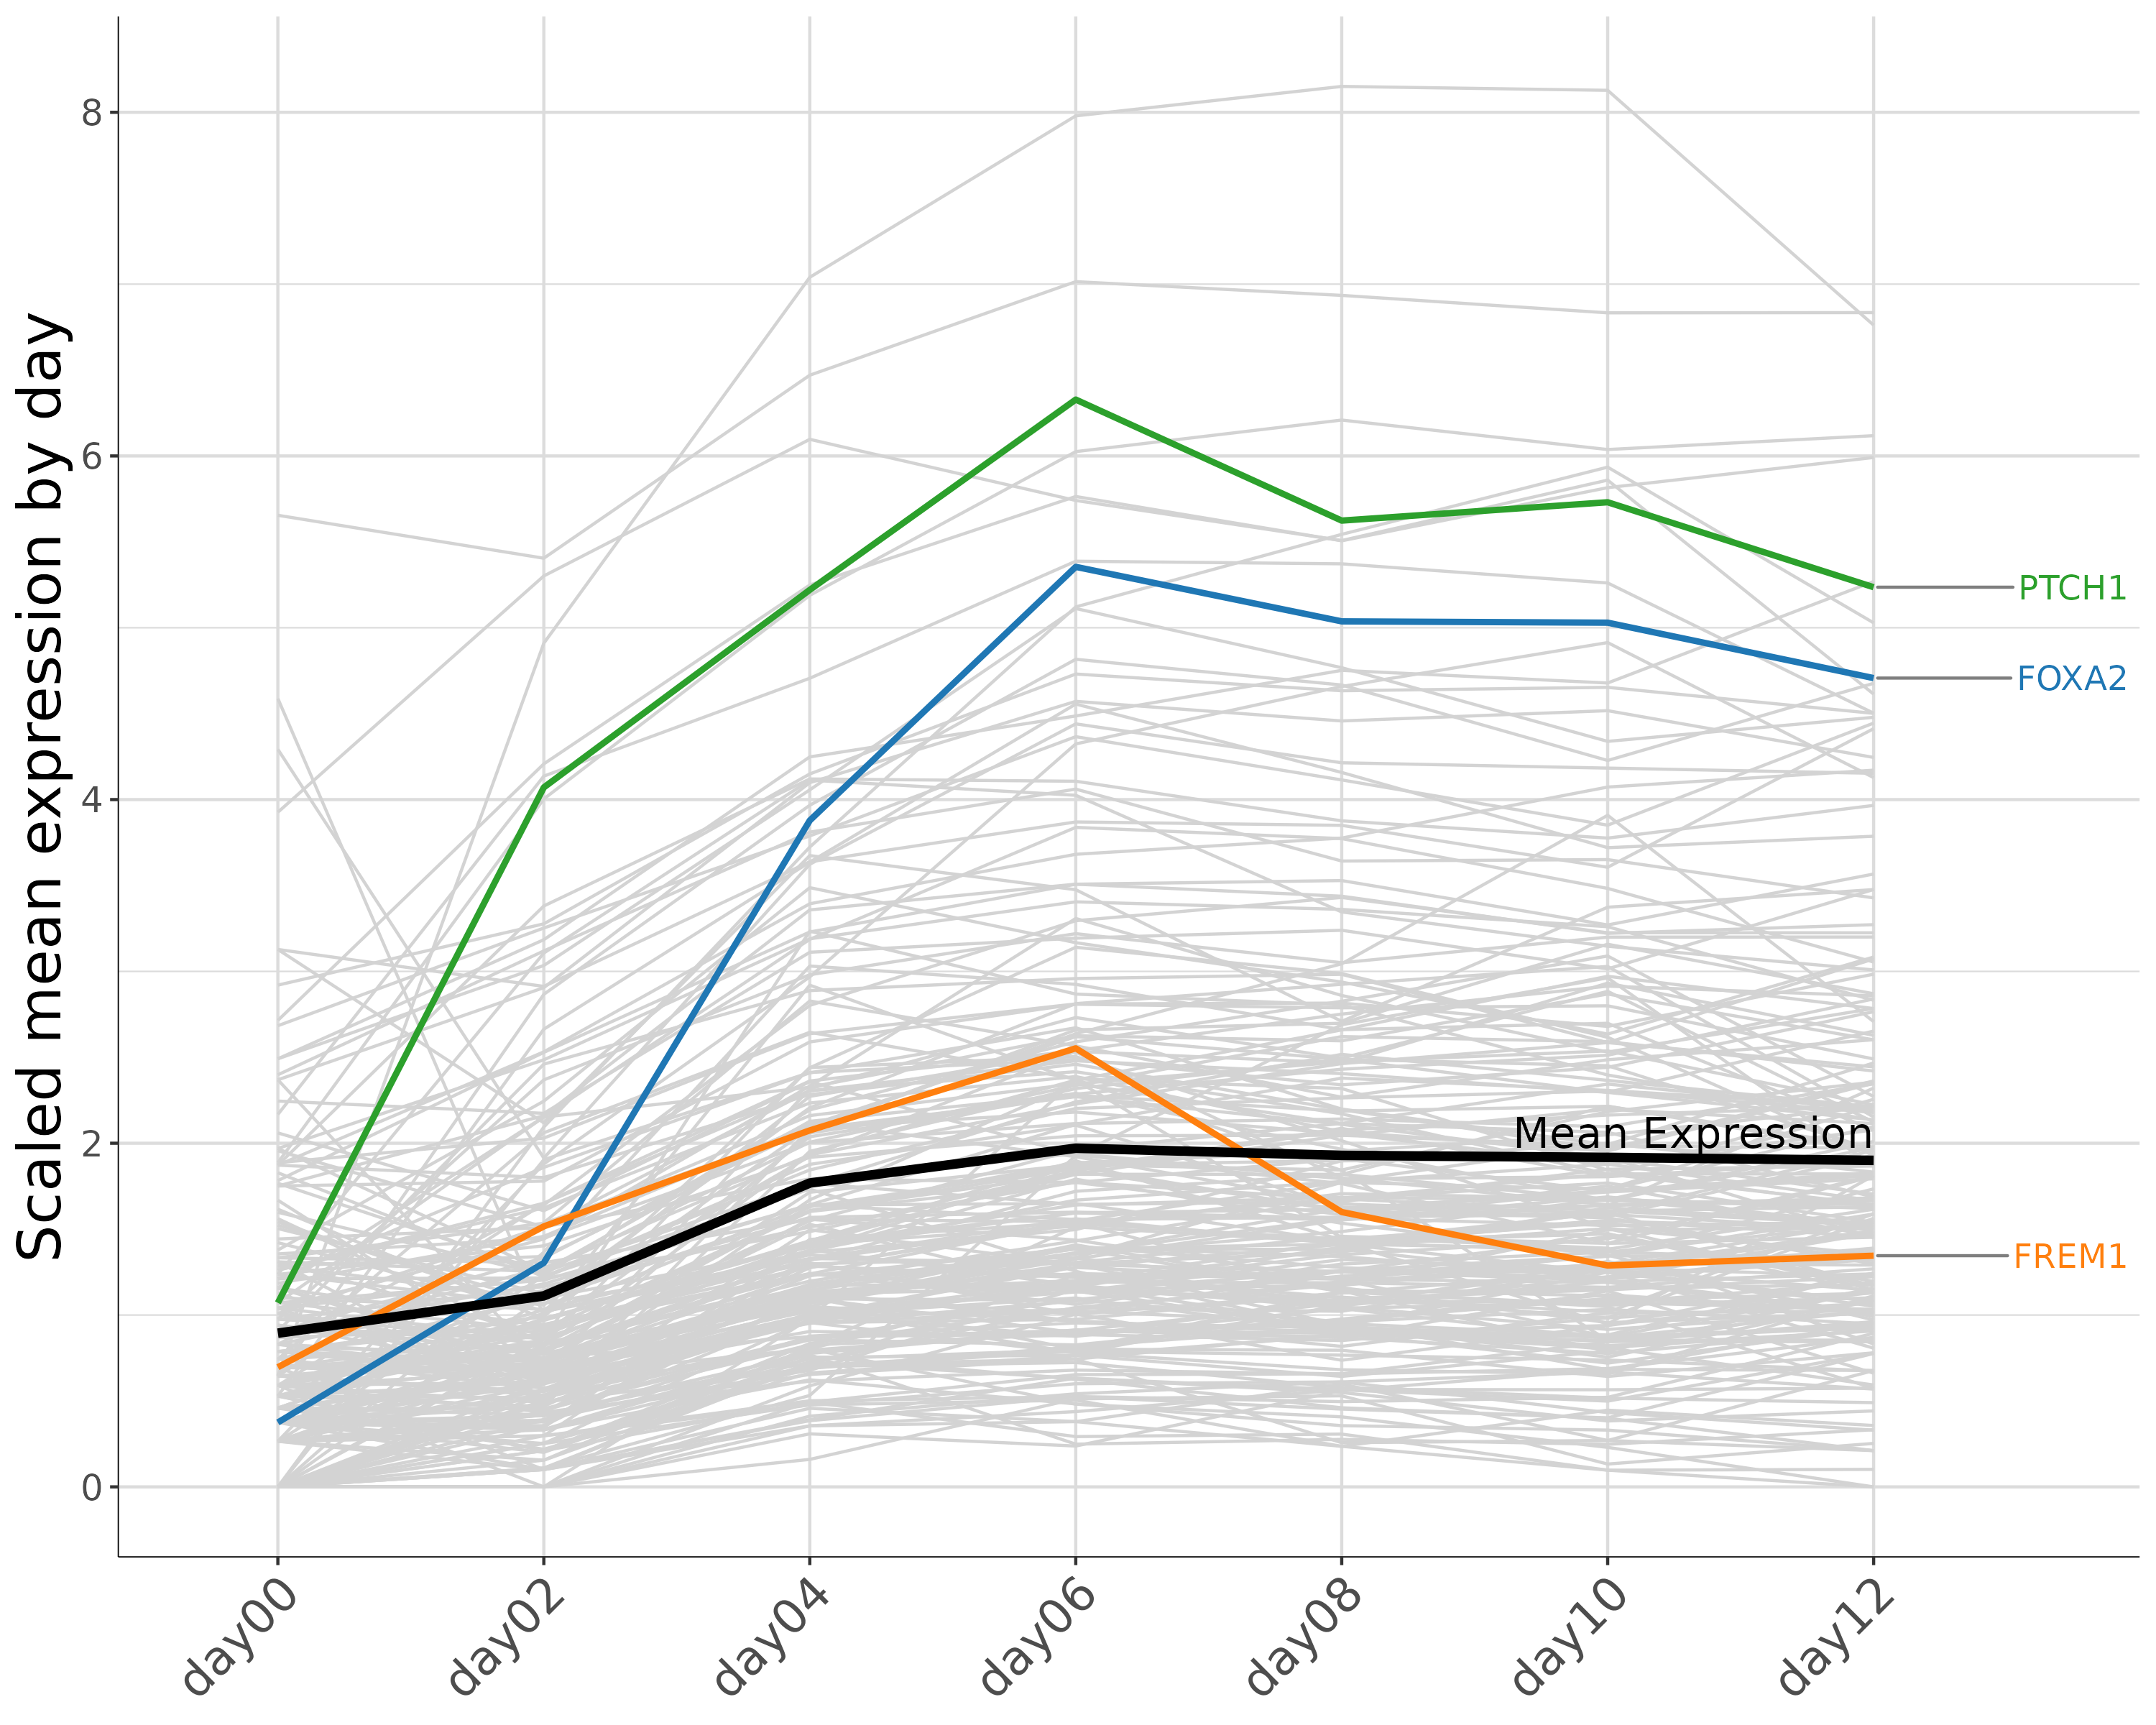 Scaled mean expression by day
8
6
4
2
0
PTCH1
FOXA2
Mean Expression
FREM1
day00
day02
day04
day06
day08
day10
day12